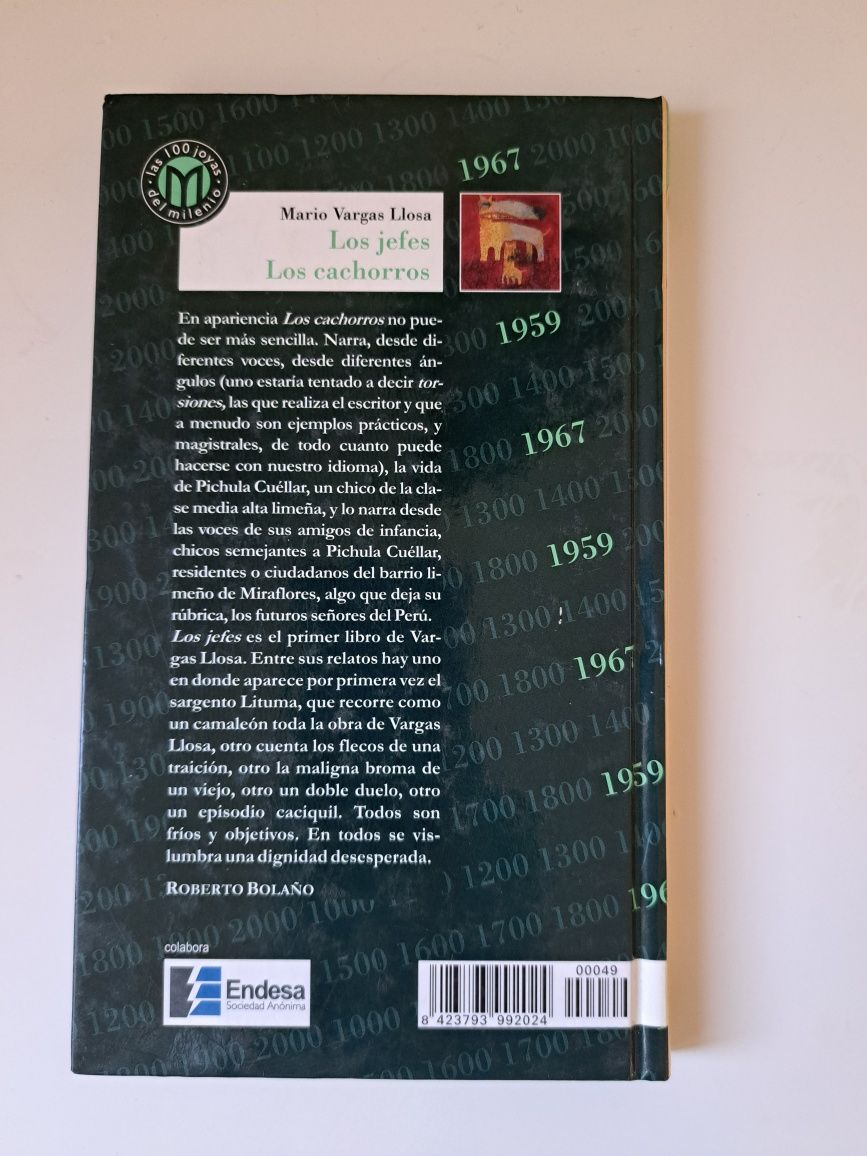 las 100 joyas
del milenio
M
1967
Mario Vargas Llosa
Los jefes
Los cachorros
En apariencia Los cachorros no pue-
de ser más sencilla. Narra, desde di-
ferentes voces, desde diferentes án-
gulos (uno estaría tentado a decir tor-
siones, las que realiza el escritor y que
a menudo son ejemplos prácticos, y
magistrales, de todo cuanto puede
hacerse con nuestro idioma), la vida
de Pichula Cuéllar, un chico de la cla-
se media alta limeña, y lo narra desde
las voces de sus amigos de infancia,
chicos semejantes a Pichula Cuéllar,
residentes o ciudadanos del barrio li-
meño de Miraflores, algo que deja su
rúbrica, los futuros señores del Perú.
Los jefes es el primer libro de Var-
gas Llosa. Entre sus relatos hay uno
en donde aparece por primera vez el
sargento Lituma, que recorre como
un camaleón toda la obra de Vargas
Llosa, otro cuenta los flecos de una
traición, otro la maligna broma de
un viejo, otro un doble duelo, otro
un episodio caciquil. Todos son
fríos y objetivos. En todos se vis-
lumbra una dignidad desesperada.
ROBERTO BOLAÑO
1959
1967
1959
1967
1959
196
colabora
Endesa
Sociedad Anónima
00049
8 423793 992024